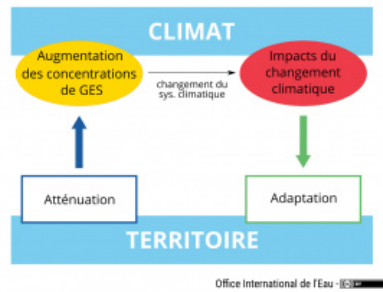 CLIMAT
Augmentation
des concentrations
de GES
changement du
sys. climatique
Impacts du
changement
climatique
Atténuation
Adaptation
TERRITOIRE
Office International de l'Eau -